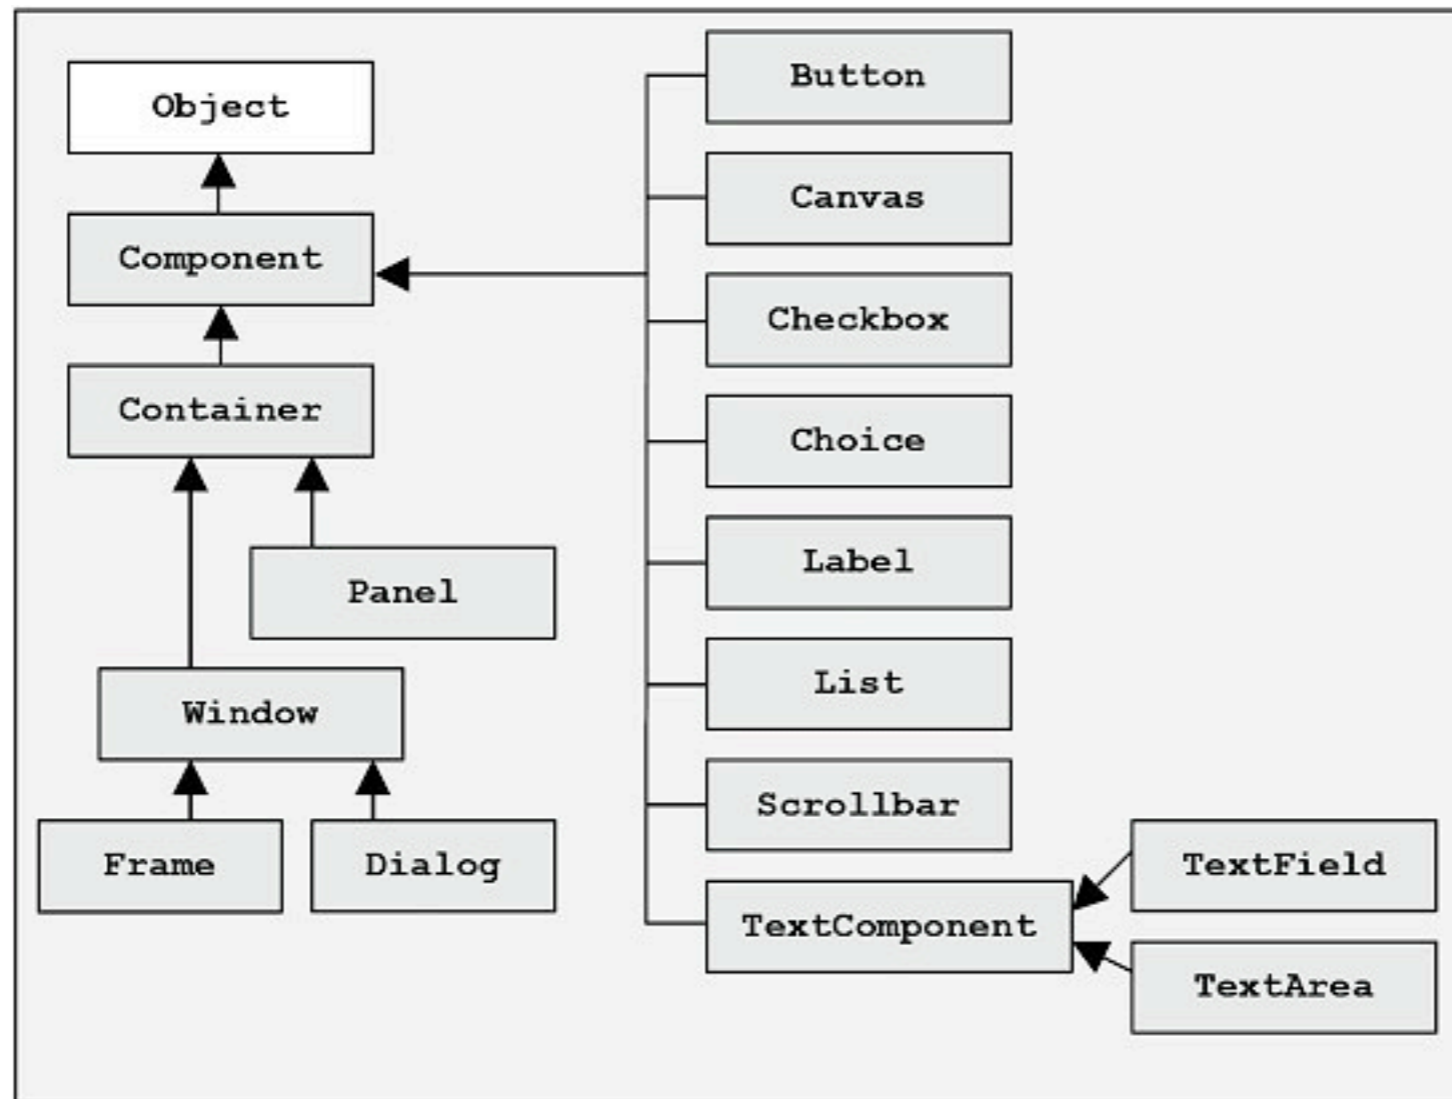 Object
Component
Container
Panel
Window
Frame
Dialog
Button
Canvas
Checkbox
Choice
Label
List
Scrollbar
TextComponent
TextField
TextArea